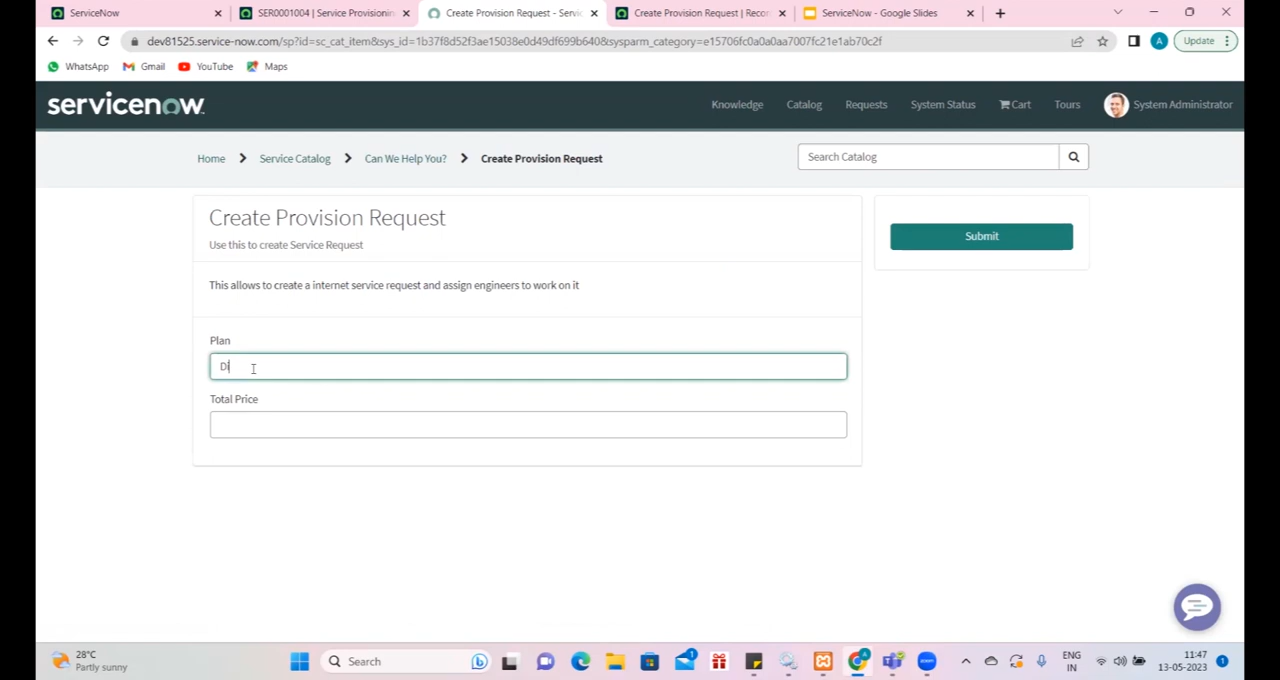 ServiceNow
SER0001004 | Service Provisionin
Create Provision Request - Servic
Create Provision Request | Recor
ServiceNow - Google Slides
dev81525.service-now.com/sp?id=sc_cat_item&sys_id=1b37f8d52f3ae15038e0d49df699b640&sysparm_category=e15706fc0a0a0aa7007fc21e1ab70c2f
A
Update
WhatsApp
Gmail
YouTube
Maps
servicenow
Knowledge
Catalog
Requests
System Status
Cart
Tours
System Administrator
Home > Service Catalog > Can We Help You? > Create Provision Request
Search Catalog
Create Provision Request
Use this to create Service Request
This allows to create a internet service request and assign engineers to work on it
Submit
Plan
Di
Total Price
28°C
Partly sunny
Search
ENG
IN
11:47
13-05-2023